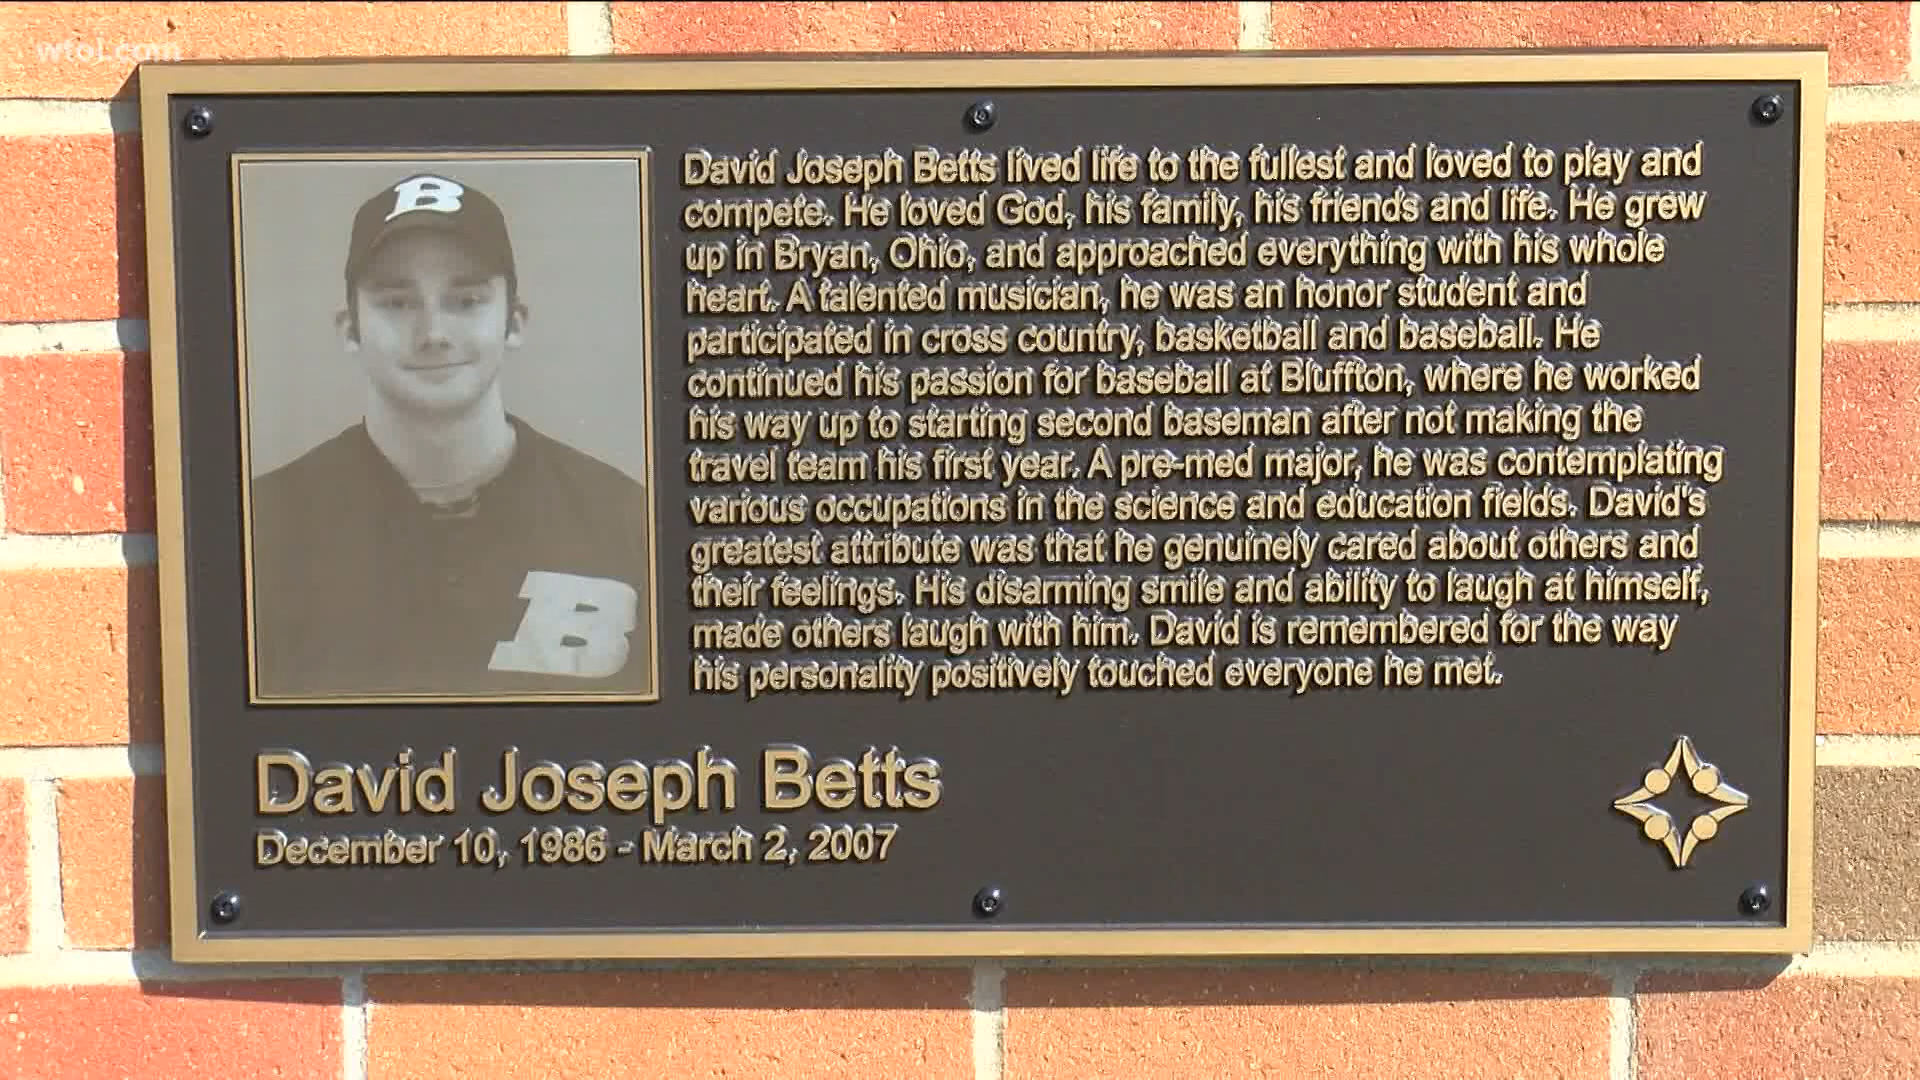 wtol.com
David Joseph Betts lived life to the fullest and loved to play and
compete. He loved God, his family, his friends and life. He grew
up in Bryan, Ohio, and approached everything with his whole
heart. A talented musician, he was an honor student and
participated in cross country, basketball and baseball. He
continued his passion for baseball at Bluffton, where he worked
his way up to starting second baseman after not making the
travel team his first year. A pre-med major, he was contemplating
various occupations in the science and education fields. David's
greatest attribute was that he genuinely cared about others and
their feelings. His disarming smile and ability to laugh at himself,
made others laugh with him. David is remembered for the way
his personality positively touched everyone he met.
B
B
David Joseph Betts
December 10, 1986 - March 2, 2007